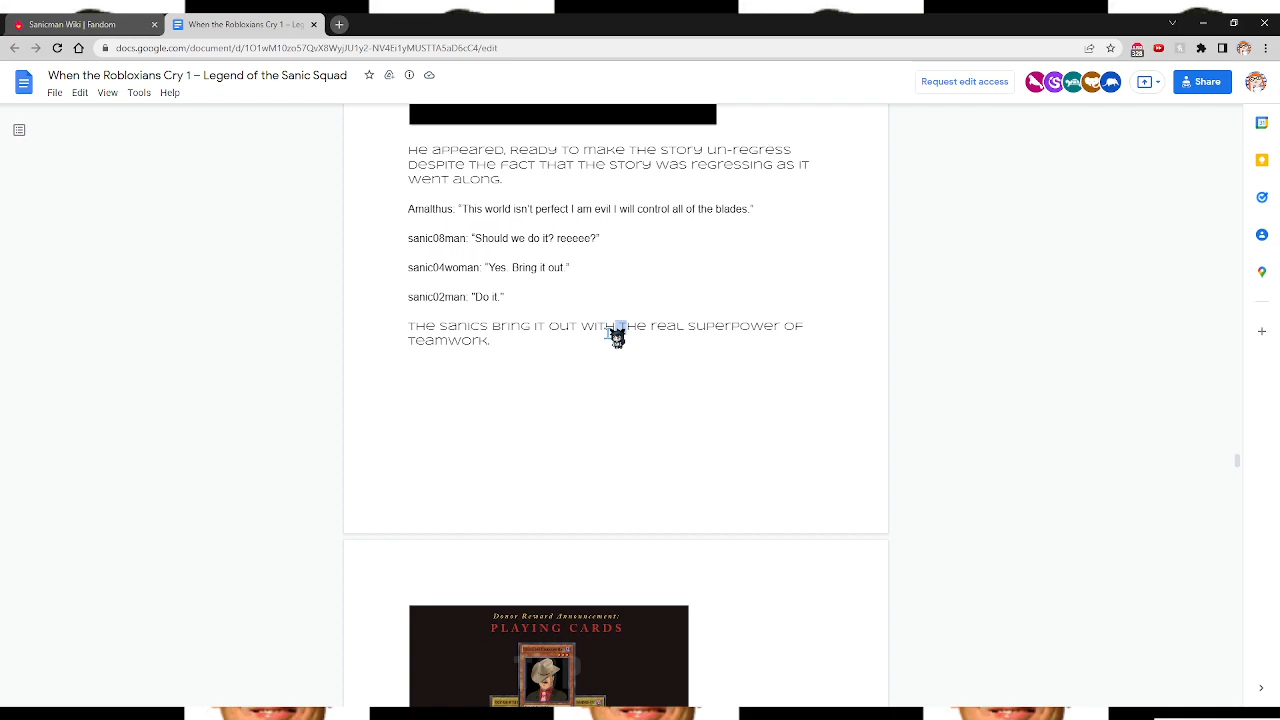 Sanicman Wiki | Fandom
When the Robloxians Cry 1 – Leg
docs.google.com/document/d/1O1wM10zo57QvX8WyjJU1y2-NV4Ei1yMUSTTA5aD6cC4/edit
When the Robloxians Cry 1 – Legend of the Sanic Squad
File Edit View Tools Help
Request edit access
Share
He appeared, ready to make the story un-regress
despite the fact that the story was regressing as it
went along.
Amalthus: “This world isn’t perfect I am evil I will control all of the blades.”
sanic08man: “Should we do it? reeeee?”
sanic04woman: “Yes. Bring it out.”
sanic02man: “Do it.”
The sanics bring it out with the real superpower of
teamwork.
Donor Reward Announcement:
PLAYING CARDS